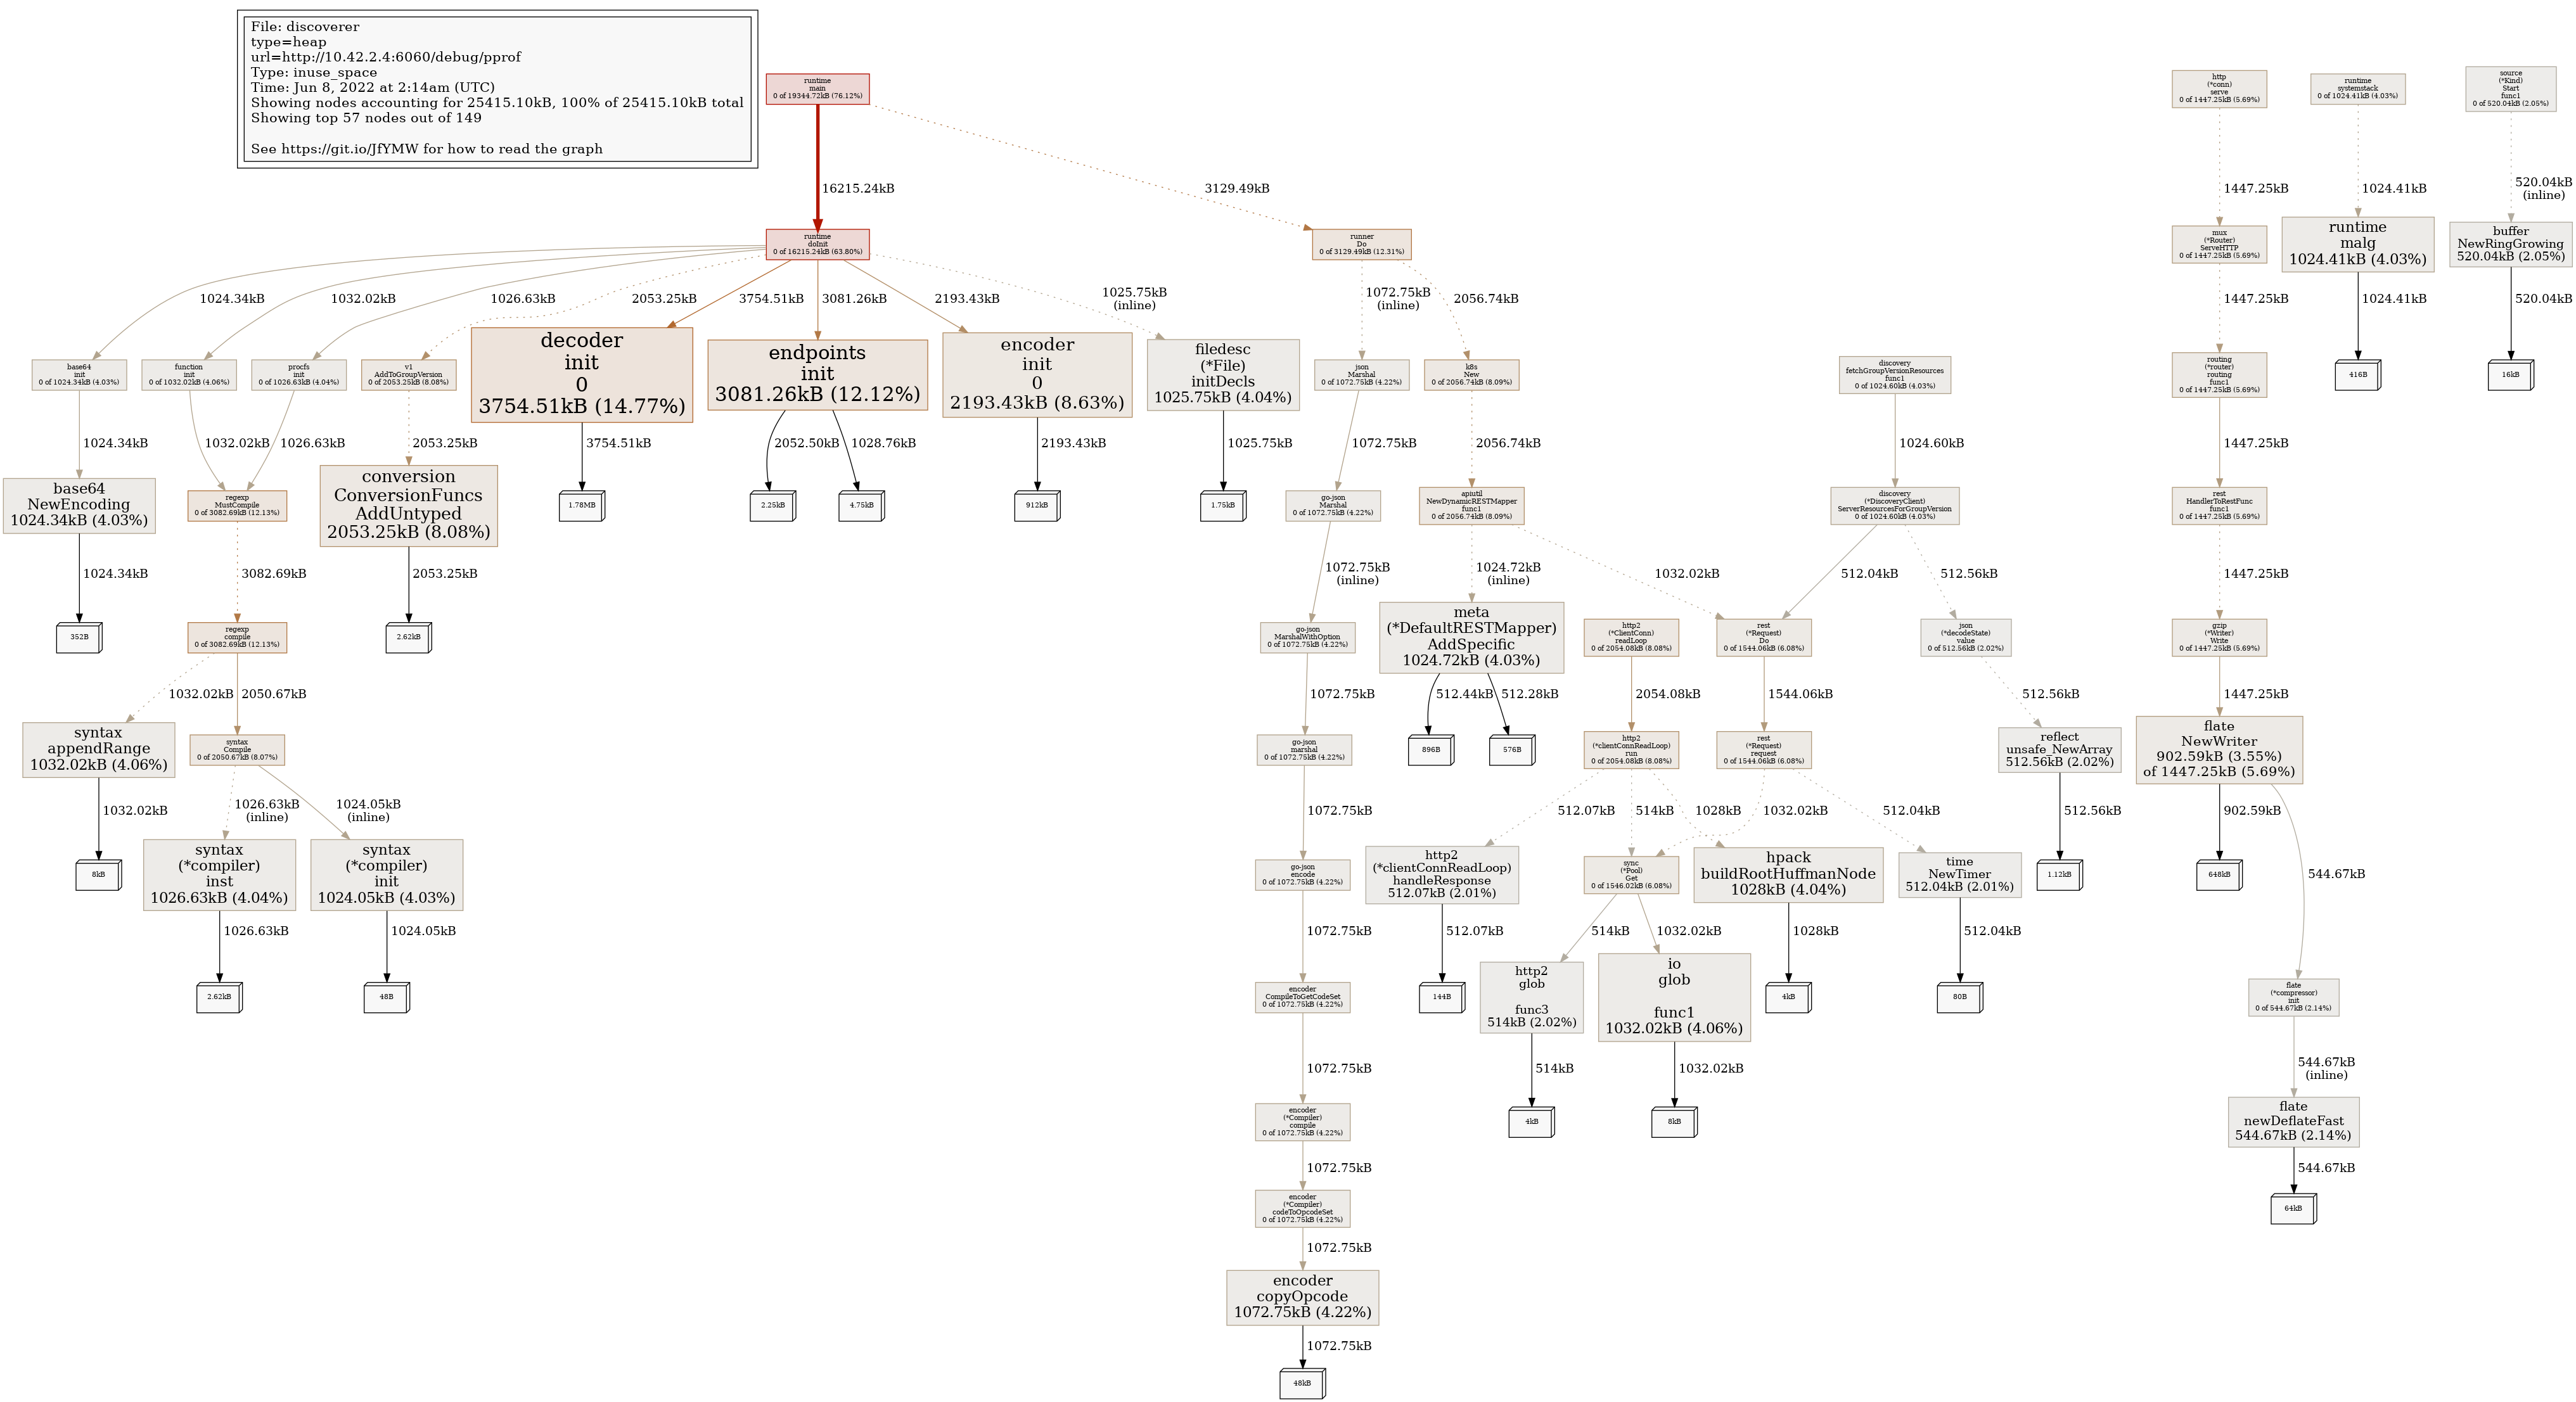 File: discoverer
type=heap
url=http://10.42.2.4:6060/debug/pprof
Type: inuse_space
Time: Jun 8, 2022 at 2:14am (UTC)
Showing nodes accounting for 25415.10kB, 100% of 25415.10kB total
Showing top 57 nodes out of 149
See https://git.io/JfYMW for how to read the graph
runtime
main
0 of 19344.72kB (76.12%)
http
(*conn)
serve
0 of 1447.25kB (5.69%)
runtime
systemstack
0 of 1024.41kB (4.03%)
source
(*Kind)
Start
func1
0 of 520.04kB (2.05%)
16215.24kB
3129.49kB
1447.25kB
1024.41kB
520.04kB
(inline)
runtime
doInit
0 of 16215.24kB (63.80%)
runner
Do
0 of 3129.49kB (12.31%)
mux
(*Router)
ServeHTTP
0 of 1447.25kB (5.69%)
runtime
malg
1024.41kB (4.03%)
buffer
NewRingGrowing
520.04kB (2.05%)
1024.34kB
1032.02kB
1026.63kB
2053.25kB
3754.51kB
3081.26kB
2193.43kB
1025.75kB
(inline)
1072.75kB
(inline)
2056.74kB
1447.25kB
1024.41kB
520.04kB
base64
init
0 of 1024.34kB (4.03%)
function
init
0 of 1032.02kB (4.06%)
procfs
init
0 of 1026.63kB (4.04%)
v1
AddToGroupVersion
0 of 2053.25kB (8.08%)
decoder
init
0
3754.51kB (14.77%)
endpoints
init
3081.26kB (12.12%)
encoder
init
0
2193.43kB (8.63%)
filedesc
(*File)
initDecls
1025.75kB (4.04%)
json
Marshal
0 of 1072.75kB (4.22%)
k8s
New
0 of 2056.74kB (8.09%)
discovery
fetchGroupVersionResources
func1
0 of 1024.60kB (4.03%)
routing
(*router)
routing
func1
0 of 1447.25kB (5.69%)
416B
16kB
1024.34kB
1032.02kB
1026.63kB
2053.25kB
3754.51kB
2052.50kB
1028.76kB
2193.43kB
1025.75kB
1072.75kB
2056.74kB
1024.60kB
1447.25kB
base64
NewEncoding
1024.34kB (4.03%)
regexp
MustCompile
0 of 3082.69kB (12.13%)
conversion
ConversionFuncs
AddUntyped
2053.25kB (8.08%)
1.78MB
2.25kB
4.75kB
912kB
1.75kB
go-json
Marshal
0 of 1072.75kB (4.22%)
apiutil
NewDynamicRESTMapper
func1
0 of 2056.74kB (8.09%)
discovery
(*DiscoveryClient)
ServerResourcesForGroupVersion
0 of 1024.60kB (4.03%)
rest
HandlerToRestFunc
func1
0 of 1447.25kB (5.69%)
1024.34kB
3082.69kB
2053.25kB
1072.75kB
(inline)
1024.72kB
(inline)
1032.02kB
512.04kB
512.56kB
1447.25kB
352B
regexp
compile
0 of 3082.69kB (12.13%)
2.62kB
go-json
MarshalWithOption
0 of 1072.75kB (4.22%)
meta
(*DefaultRESTMapper)
AddSpecific
1024.72kB (4.03%)
http2
(*ClientConn)
readLoop
0 of 2054.08kB (8.08%)
rest
(*Request)
Do
0 of 1544.06kB (6.08%)
json
(*decodeState)
value
0 of 512.56kB (2.02%)
gzip
(*Writer)
Write
0 of 1447.25kB (5.69%)
1032.02kB
2050.67kB
1072.75kB
512.44kB
512.28kB
2054.08kB
1544.06kB
512.56kB
1447.25kB
syntax
appendRange
1032.02kB (4.06%)
syntax
Compile
0 of 2050.67kB (8.07%)
go-json
marshal
0 of 1072.75kB (4.22%)
896B
576B
http2
(*clientConnReadLoop)
run
0 of 2054.08kB (8.08%)
rest
(*Request)
request
0 of 1544.06kB (6.08%)
reflect
unsafe_NewArray
512.56kB (2.02%)
flate
NewWriter
902.59kB (3.55%)
of 1447.25kB (5.69%)
1032.02kB
1026.63kB
(inline)
1024.05kB
(inline)
1072.75kB
512.07kB
514kB
1028kB
1032.02kB
512.04kB
512.56kB
902.59kB
544.67kB
8kB
syntax
(*compiler)
inst
1026.63kB (4.04%)
syntax
(*compiler)
init
1024.05kB (4.03%)
go-json
encode
0 of 1072.75kB (4.22%)
http2
(*clientConnReadLoop)
handleResponse
512.07kB (2.01%)
sync
(*Pool)
Get
0 of 1546.02kB (6.08%)
hpack
buildRootHuffmanNode
1028kB (4.04%)
time
NewTimer
512.04kB (2.01%)
1.12kB
648kB
1026.63kB
1024.05kB
1072.75kB
512.07kB
514kB
1032.02kB
1028kB
512.04kB
2.62kB
48B
encoder
CompileToGetCodeSet
0 of 1072.75kB (4.22%)
144B
http2
glob
func3
514kB (2.02%)
io
glob
func1
1032.02kB (4.06%)
4kB
80B
flate
(*compressor)
init
0 of 544.67kB (2.14%)
1072.75kB
514kB
1032.02kB
544.67kB
(inline)
encoder
(*Compiler)
compile
0 of 1072.75kB (4.22%)
4kB
8kB
flate
newDeflateFast
544.67kB (2.14%)
1072.75kB
544.67kB
encoder
(*Compiler)
codeToOpcodeSet
0 of 1072.75kB (4.22%)
64kB
1072.75kB
encoder
copyOpcode
1072.75kB (4.22%)
1072.75kB
48kB